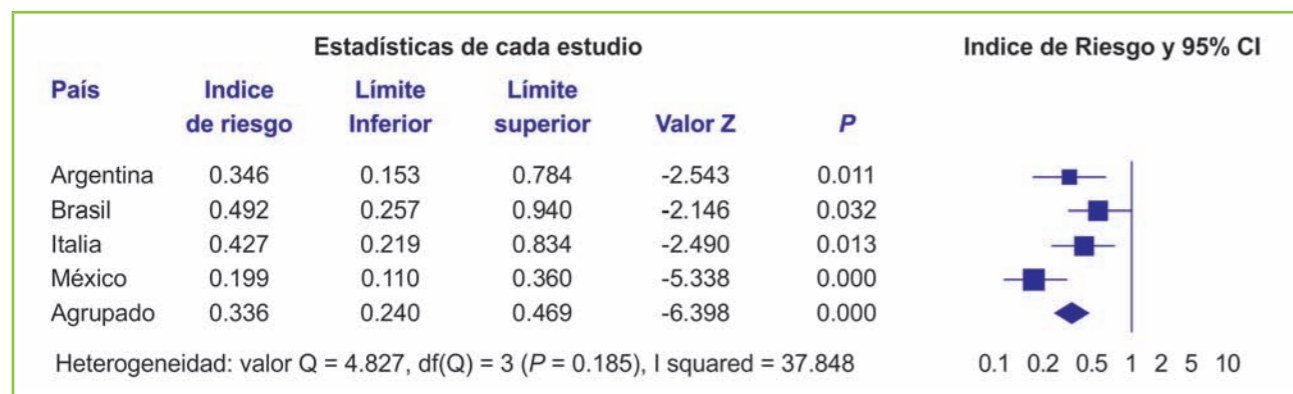 Estadísticas de cada estudio Indice de Riesgo y 95% CI
País Indice de riesgo Límite Inferior Límite superior Valor Z P
Argentina 0.346 0.153 0.784 -2.543 0.011
Brasil 0.492 0.257 0.940 -2.146 0.032
Italia 0.427 0.219 0.834 -2.490 0.013
México 0.199 0.110 0.360 -5.338 0.000
Agrupado 0.336 0.240 0.469 -6.398 0.000
Heterogeneidad: valor Q = 4.827, df(Q) = 3 (P = 0.185), I squared = 37.848 0.1 0.2 0.5 1 2 5 10